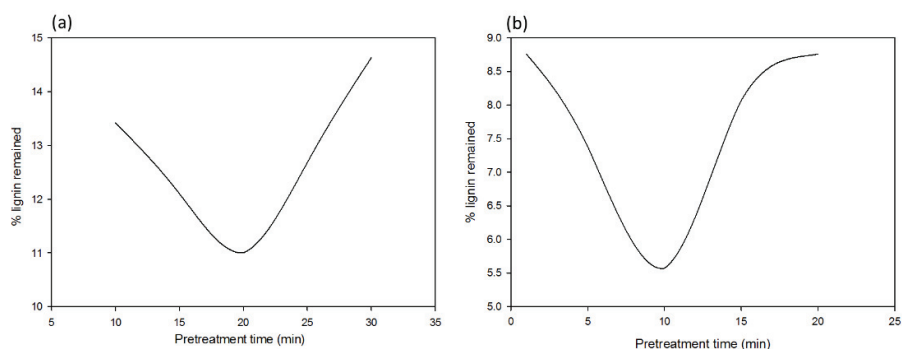 (a)
15
14
13
12
11
10
% lignin remained
5 10 15 20 25 30 35
Pretreatment time (min)
(b)
9.0
8.5
8.0
7.5
7.0
6.5
6.0
5.5
5.0
% lignin remained
0 5 10 15 20 25
Pretreatment time (min)